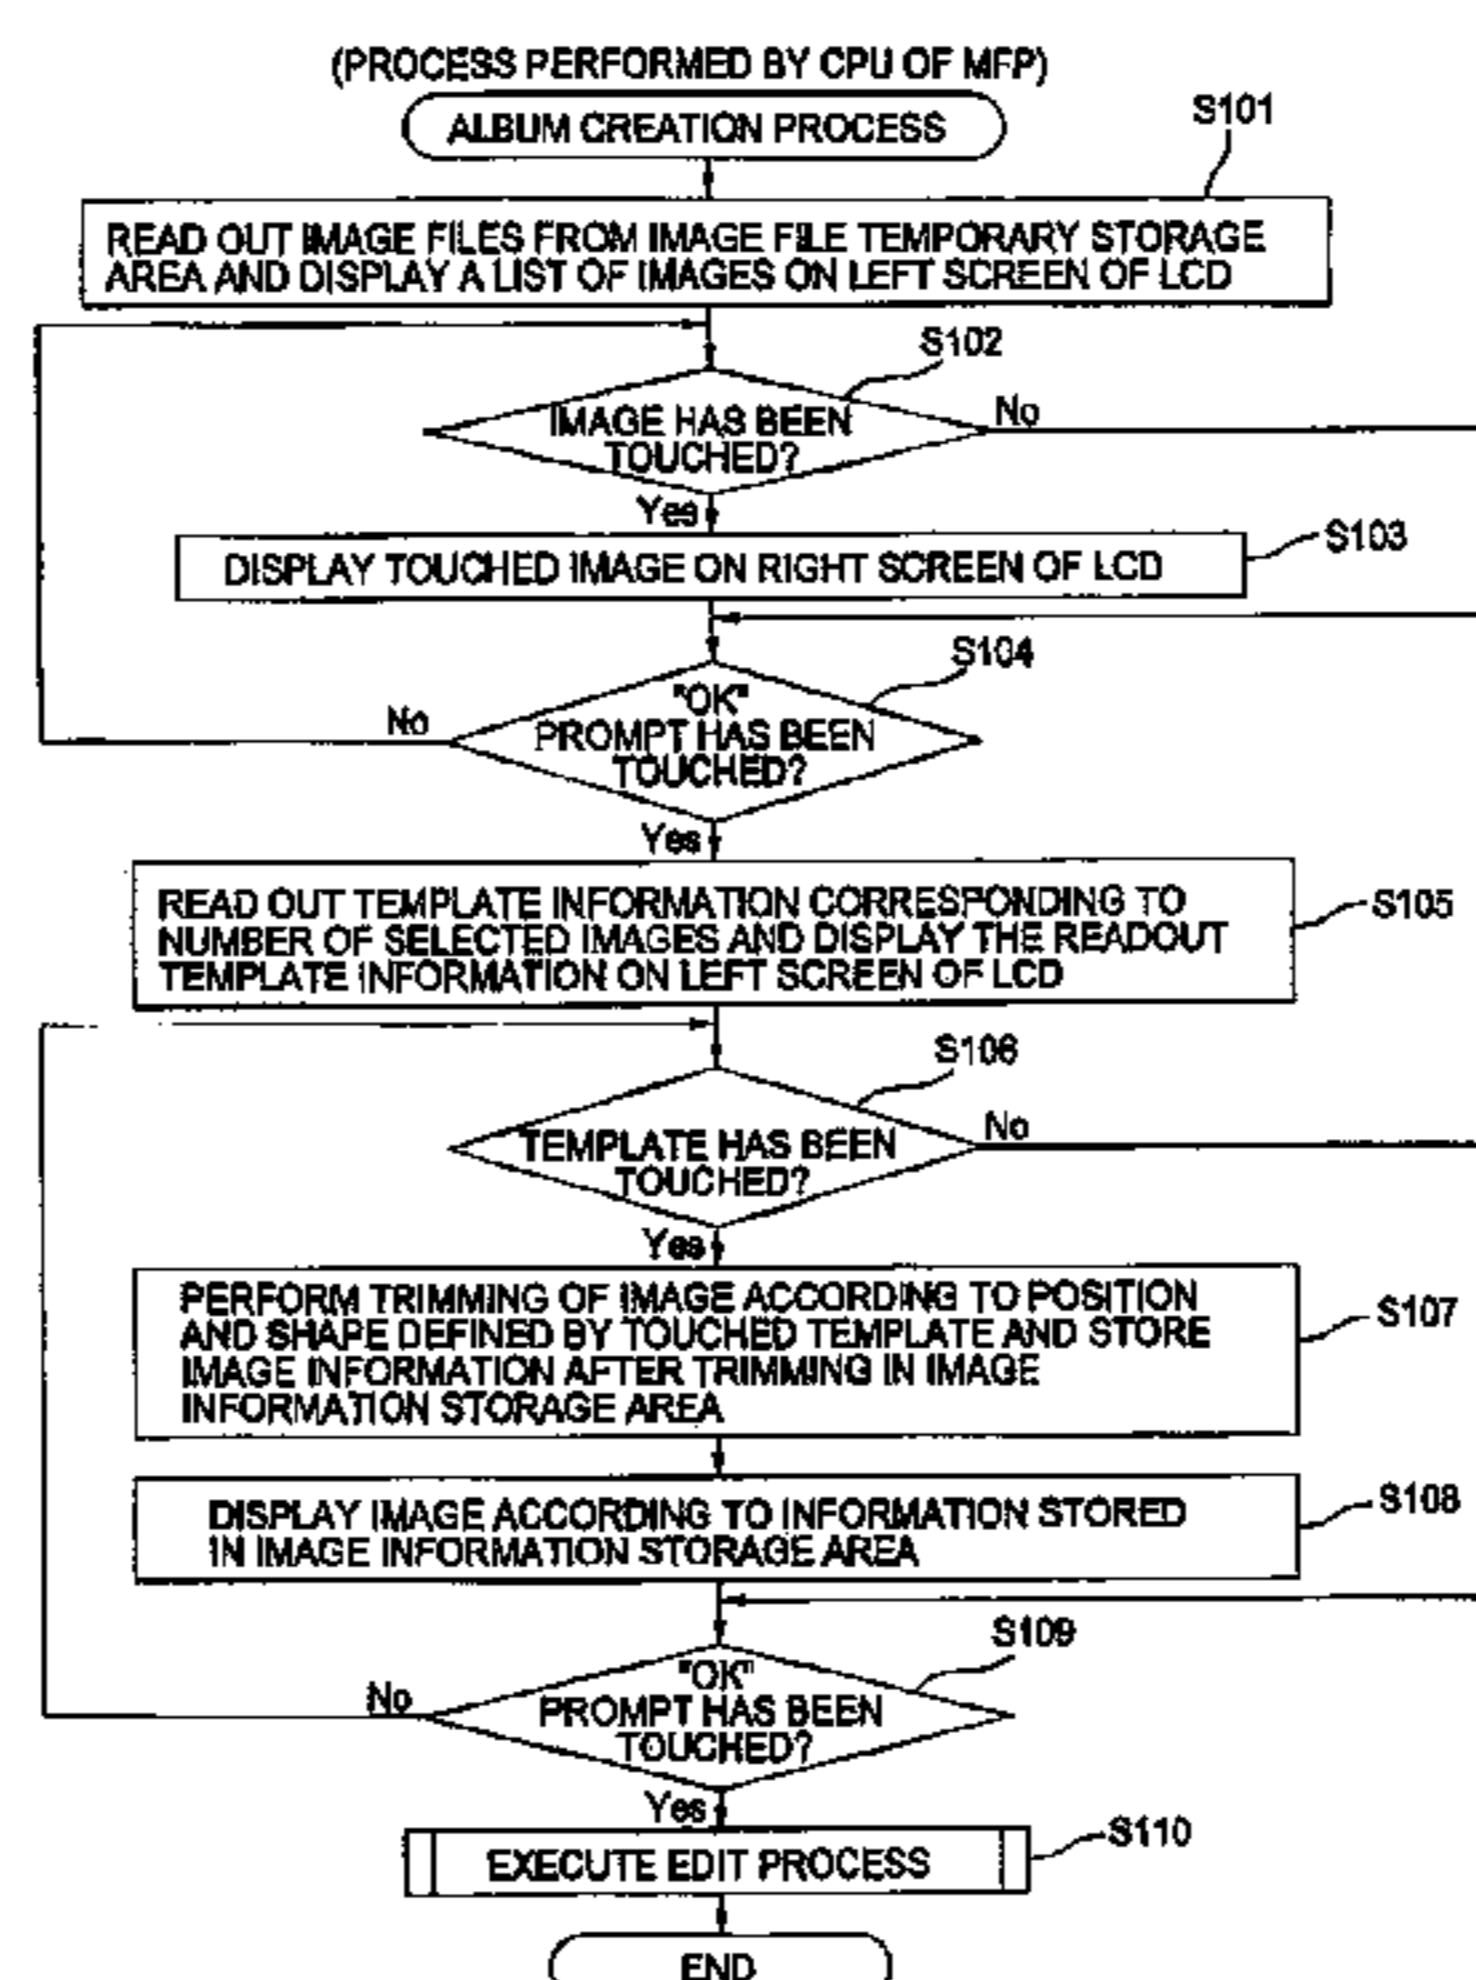 (PROCESS PERFORMED BY CPU OF MFP)
ALBUM CREATION PROCESS
S101
READ OUT IMAGE FILES FROM IMAGE FILE TEMPORARY STORAGE
AREA AND DISPLAY A LIST OF IMAGES ON LEFT SCREEN OF LCD
S102
IMAGE HAS BEEN
TOUCHED?
No
Yes
S103
DISPLAY TOUCHED IMAGE ON RIGHT SCREEN OF LCD
S104
"OK"
PROMPT HAS BEEN
TOUCHED?
No
Yes
S105
READ OUT TEMPLATE INFORMATION CORRESPONDING TO
NUMBER OF SELECTED IMAGES AND DISPLAY THE READOUT
TEMPLATE INFORMATION ON LEFT SCREEN OF LCD
S106
TEMPLATE HAS BEEN
TOUCHED?
No
Yes
S107
PERFORM TRIMMING OF IMAGE ACCORDING TO POSITION
AND SHAPE DEFINED BY TOUCHED TEMPLATE AND STORE
IMAGE INFORMATION AFTER TRIMMING IN IMAGE
INFORMATION STORAGE AREA
S108
DISPLAY IMAGE ACCORDING TO INFORMATION STORED
IN IMAGE INFORMATION STORAGE AREA
S109
"OK"
PROMPT HAS BEEN
TOUCHED?
No
Yes
S110
EXECUTE EDIT PROCESS
END